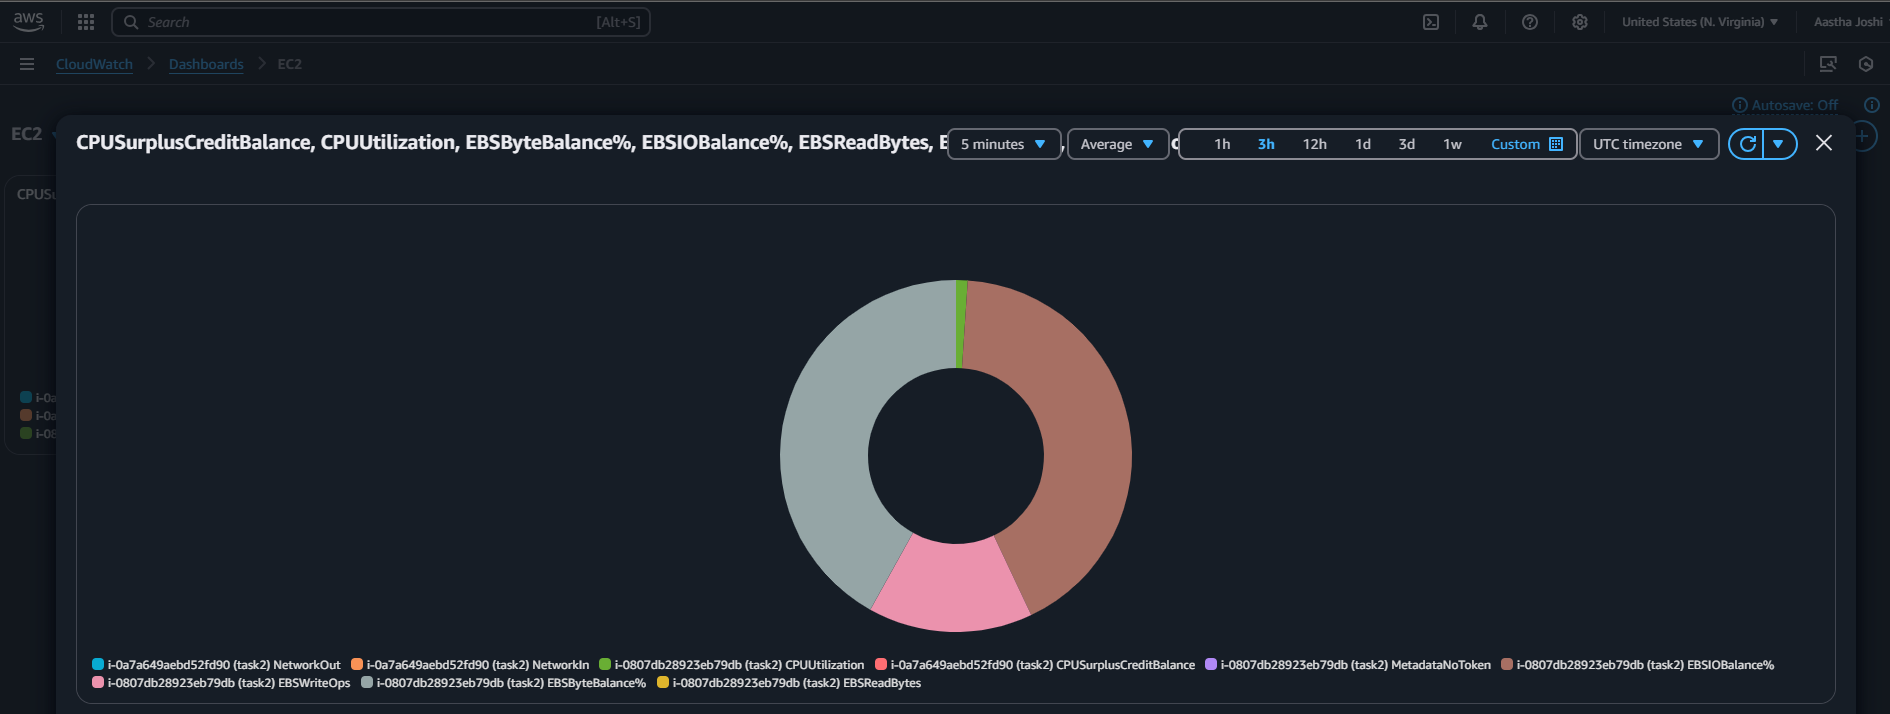 aws Search [Alt+S] United States (N. Virginia) Aastha Joshi
CloudWatch Dashboards EC2
Autosave: Off
EC2
CPUSurplusCreditBalance, CPUUtilization, EBSByteBalance%, EBSIOBalance%, EBSReadBytes, 5 minutes Average 1h 3h 12h 1d 3d 1w Custom UTC timezone
CPUSu
i-0a
i-0a
i-08
i-0a7a649aebd52fd90 (task2) NetworkOut i-0a7a649aebd52fd90 (task2) NetworkIn i-0807db28923eb79db (task2) CPUUtilization i-0a7a649aebd52fd90 (task2) CPUSurplusCreditBalance i-0807db28923eb79db (task2) MetadataNoToken i-0807db28923eb79db (task2) EBSIOBalance%
i-0807db28923eb79db (task2) EBSWriteOps i-0807db28923eb79db (task2) EBSByteBalance% i-0807db28923eb79db (task2) EBSReadBytes